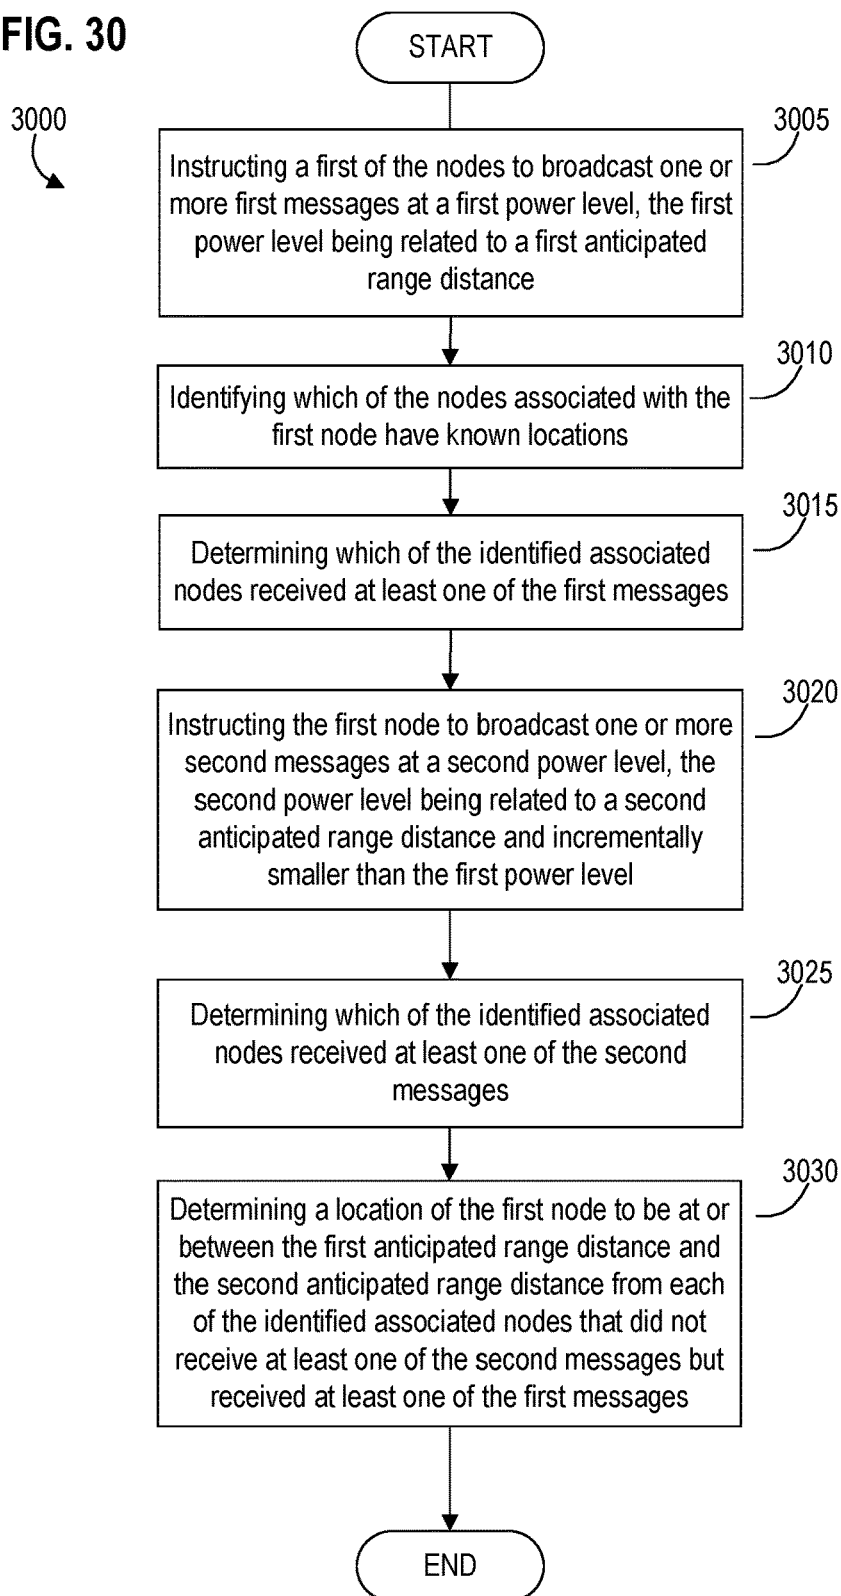 FIG. 30
START
3000
3005
Instructing a first of the nodes to broadcast one or
more first messages at a first power level, the first
power level being related to a first anticipated
range distance
3010
Identifying which of the nodes associated with the
first node have known locations
3015
Determining which of the identified associated
nodes received at least one of the first messages
3020
Instructing the first node to broadcast one or more
second messages at a second power level, the
second power level being related to a second
anticipated range distance and incrementally
smaller than the first power level
3025
Determining which of the identified associated
nodes received at least one of the second
messages
3030
Determining a location of the first node to be at or
between the first anticipated range distance and
the second anticipated range distance from each
of the identified associated nodes that did not
receive at least one of the second messages but
received at least one of the first messages
END